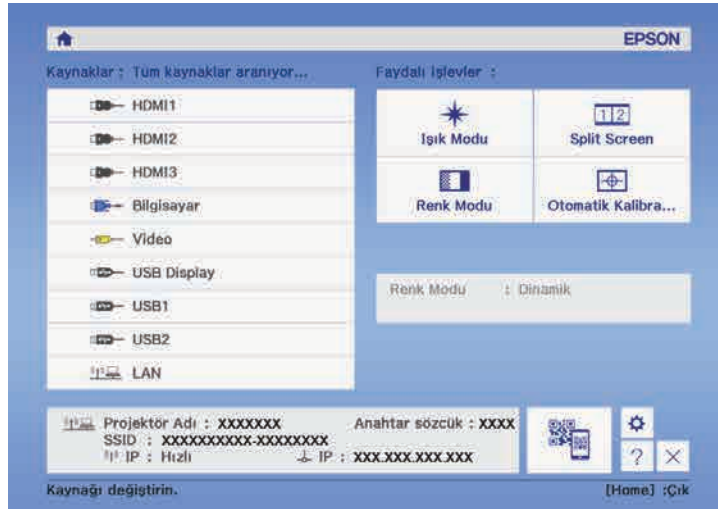 EPSON
Kaynaklar : Tüm kaynaklar aranıyor...
HDMI1
HDMI2
HDMI3
Bilgisayar
Video
USB Display
USB1
USB2
LAN
Faydalı İşlevler :
Işık Modu
1 2
Split Screen
Renk Modu
Otomatik Kalibra...
Renk Modu : Dinamik
Projektör Adı : XXXXXXX Anahtar sözcük : XXXX
SSID : XXXXXXXXXX-XXXXXXXX
IP : Hızlı IP : XXX.XXX.XXX.XXX
?
Kaynağı değiştirin. [Home] :Çık